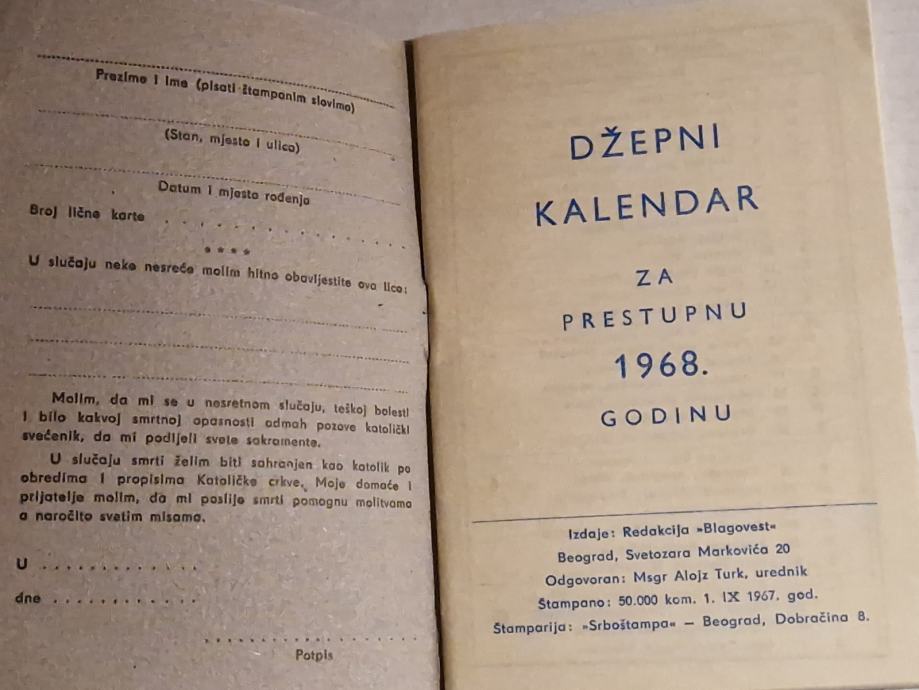 Prezime i ime (pisati štampanim slovima)
(Stan, mjesto i ulica)
Datum i mjesto rođenja
Broj lične karte . . . . . . . . . . . . .
* * * *
U slučaju neke nesreće molim hitno obavijestite ova lica:
Molim, da mi se u nesretnom slučaju, teškoj bolesti
i bilo kakvoj smrtnoj opasnosti odmah pozove katolički
svećenik, da mi podijeli svete sakramente.
U slučaju smrti želim biti sahranjen kao katolik po
obredima i propisima Katoličke crkve. Moje domaće i
prijatelje molim, da mi poslije smrti pomognu molitvama
a naročito svetim misama.
U . . . . . . . . . . . .
dne . . . . . . . . . . . .
Potpis
DŽEPNI
KALENDAR
ZA
PRESTUPNU
1968.
GODINU
Izdaje: Redakcija »Blagovest«
Beograd, Svetozara Markovića 20
Odgovoran: Msgr Alojz Turk, urednik
Štampano: 50.000 kom. 1. IX 1967. god.
Štamparija: »Srboštampa« — Beograd, Dobračina 8.